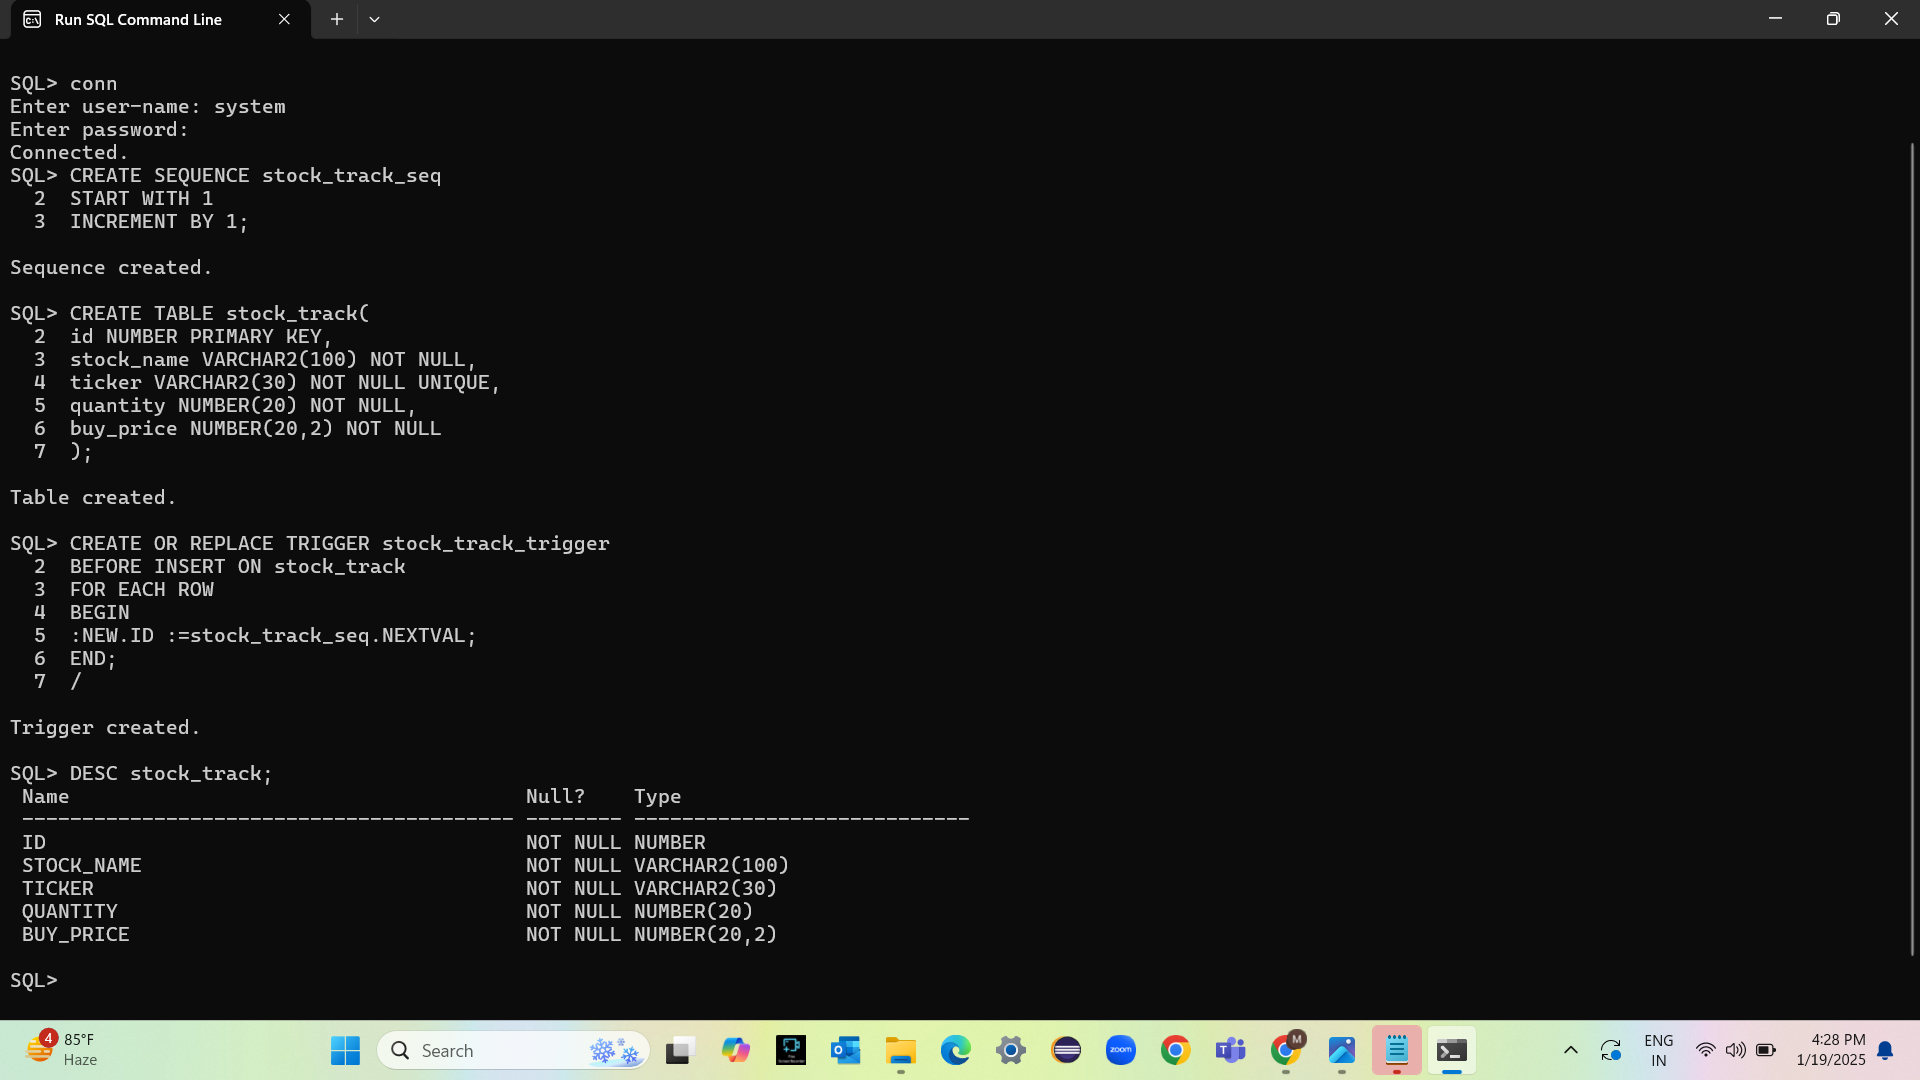 Run SQL Command Line
SQL> conn
Enter user-name: system
Enter password:
Connected.
SQL> CREATE SEQUENCE stock_track_seq
2 START WITH 1
3 INCREMENT BY 1;
Sequence created.
SQL> CREATE TABLE stock_track(
2 id NUMBER PRIMARY KEY,
3 stock_name VARCHAR2(100) NOT NULL,
4 ticker VARCHAR2(30) NOT NULL UNIQUE,
5 quantity NUMBER(20) NOT NULL,
6 buy_price NUMBER(20,2) NOT NULL
7 );
Table created.
SQL> CREATE OR REPLACE TRIGGER stock_track_trigger
2 BEFORE INSERT ON stock_track
3 FOR EACH ROW
4 BEGIN
5 :NEW.ID :=stock_track_seq.NEXTVAL;
6 END;
7 /
Trigger created.
SQL> DESC stock_track;
Name Null? Type
----------------------------------------- -------- ----------------------------
ID NOT NULL NUMBER
STOCK_NAME NOT NULL VARCHAR2(100)
TICKER NOT NULL VARCHAR2(30)
QUANTITY NOT NULL NUMBER(20)
BUY_PRICE NOT NULL NUMBER(20,2)
SQL>
4 85°F
Haze
Search
zoom
M
ENG
IN
4:28 PM
1/19/2025